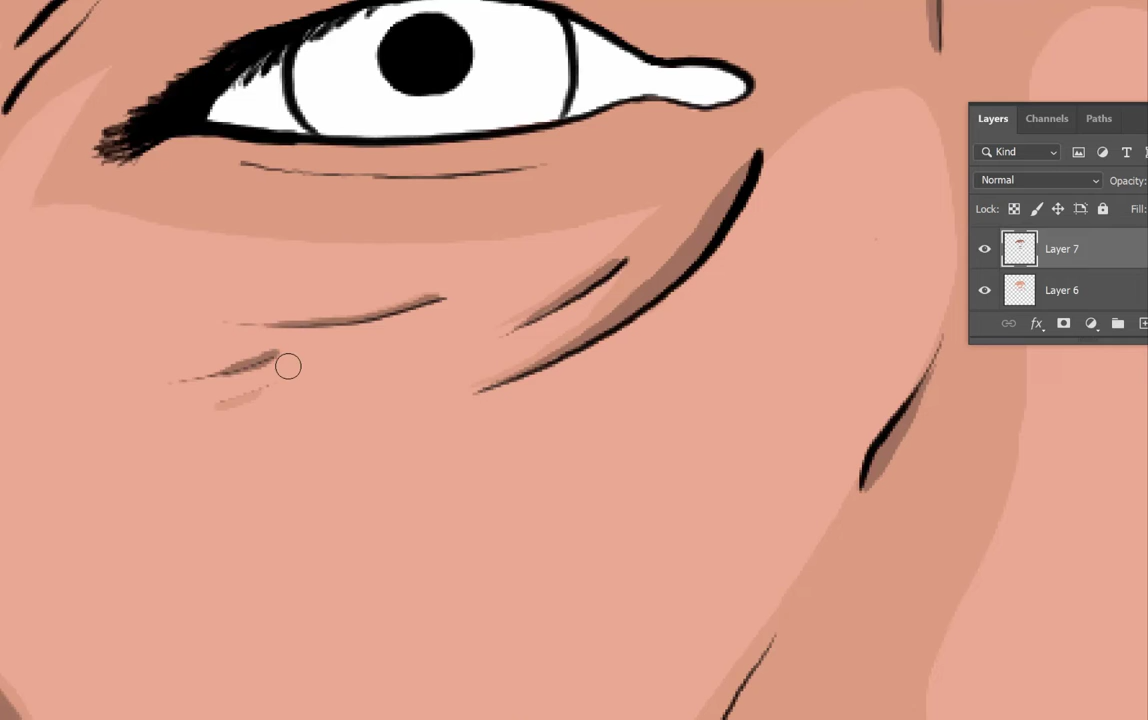 Layers Channels Paths
Kind
Normal Opacity:
Lock: Fill:
Layer 7
Layer 6
fx